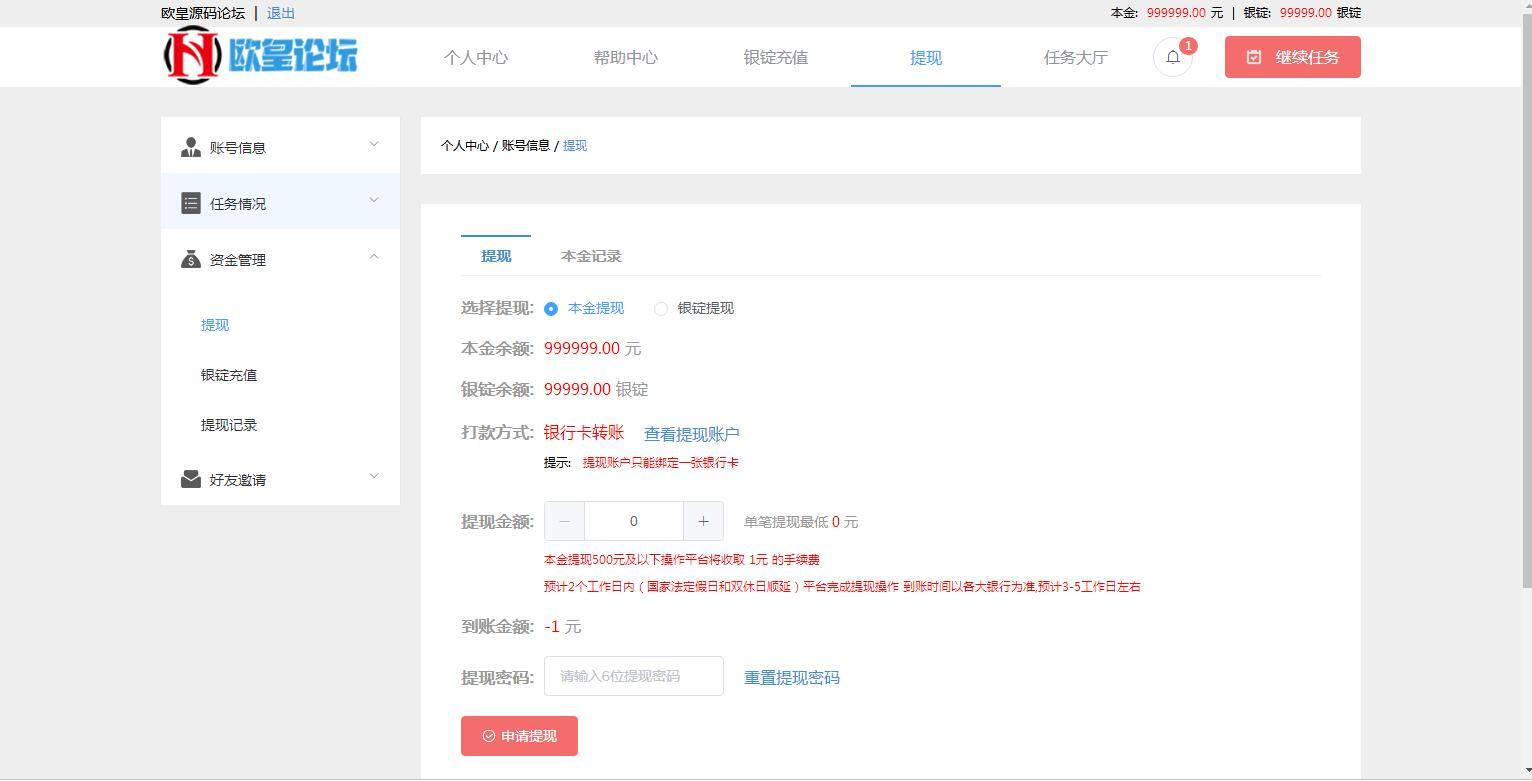 欧皇源码论坛 | 退出
本金: 999999.00 元 | 银锭: 99999.00 银锭
欧皇论坛
个人中心 帮助中心 银锭充值 提现 任务大厅 1 继续任务
账号信息
任务情况
资金管理
提现
银锭充值
提现记录
好友邀请
个人中心 / 账号信息 / 提现
提现 本金记录
选择提现: 本金提现 银锭提现
本金余额: 999999.00 元
银锭余额: 99999.00 银锭
打款方式: 银行卡转账 查看提现账户
提示: 提现账户只能绑定一张银行卡
提现金额: − 0 + 单笔提现最低 0 元
本金提现500元及以下操作平台将收取 1元 的手续费
预计2个工作日内（国家法定假日和双休日顺延）平台完成提现操作 到账时间以各大银行为准,预计3-5工作日左右
到账金额: -1 元
提现密码: 请输入6位提现密码 重置提现密码
申请提现